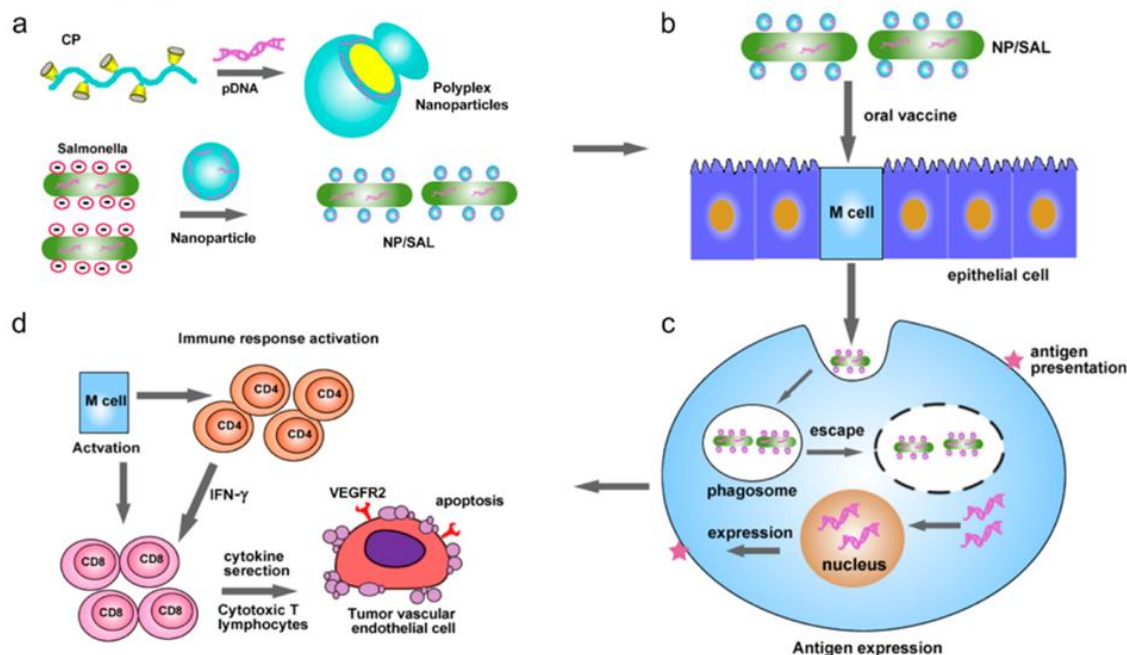 a
CP
pDNA
Polyplex
Nanoparticles
Salmonella
Nanoparticle
NP/SAL
b
NP/SAL
oral vaccine
M cell
epithelial cell
c
antigen
presentation
escape
phagosome
expression
nucleus
Antigen expression
d
Immune response activation
M cell
Actvation
CD4
CD4
CD4
CD4
IFN-γ
CD8
CD8
CD8
CD8
cytokine
serection
Cytotoxic T
lymphocytes
VEGFR2
apoptosis
Tumor vascular
endothelial cell